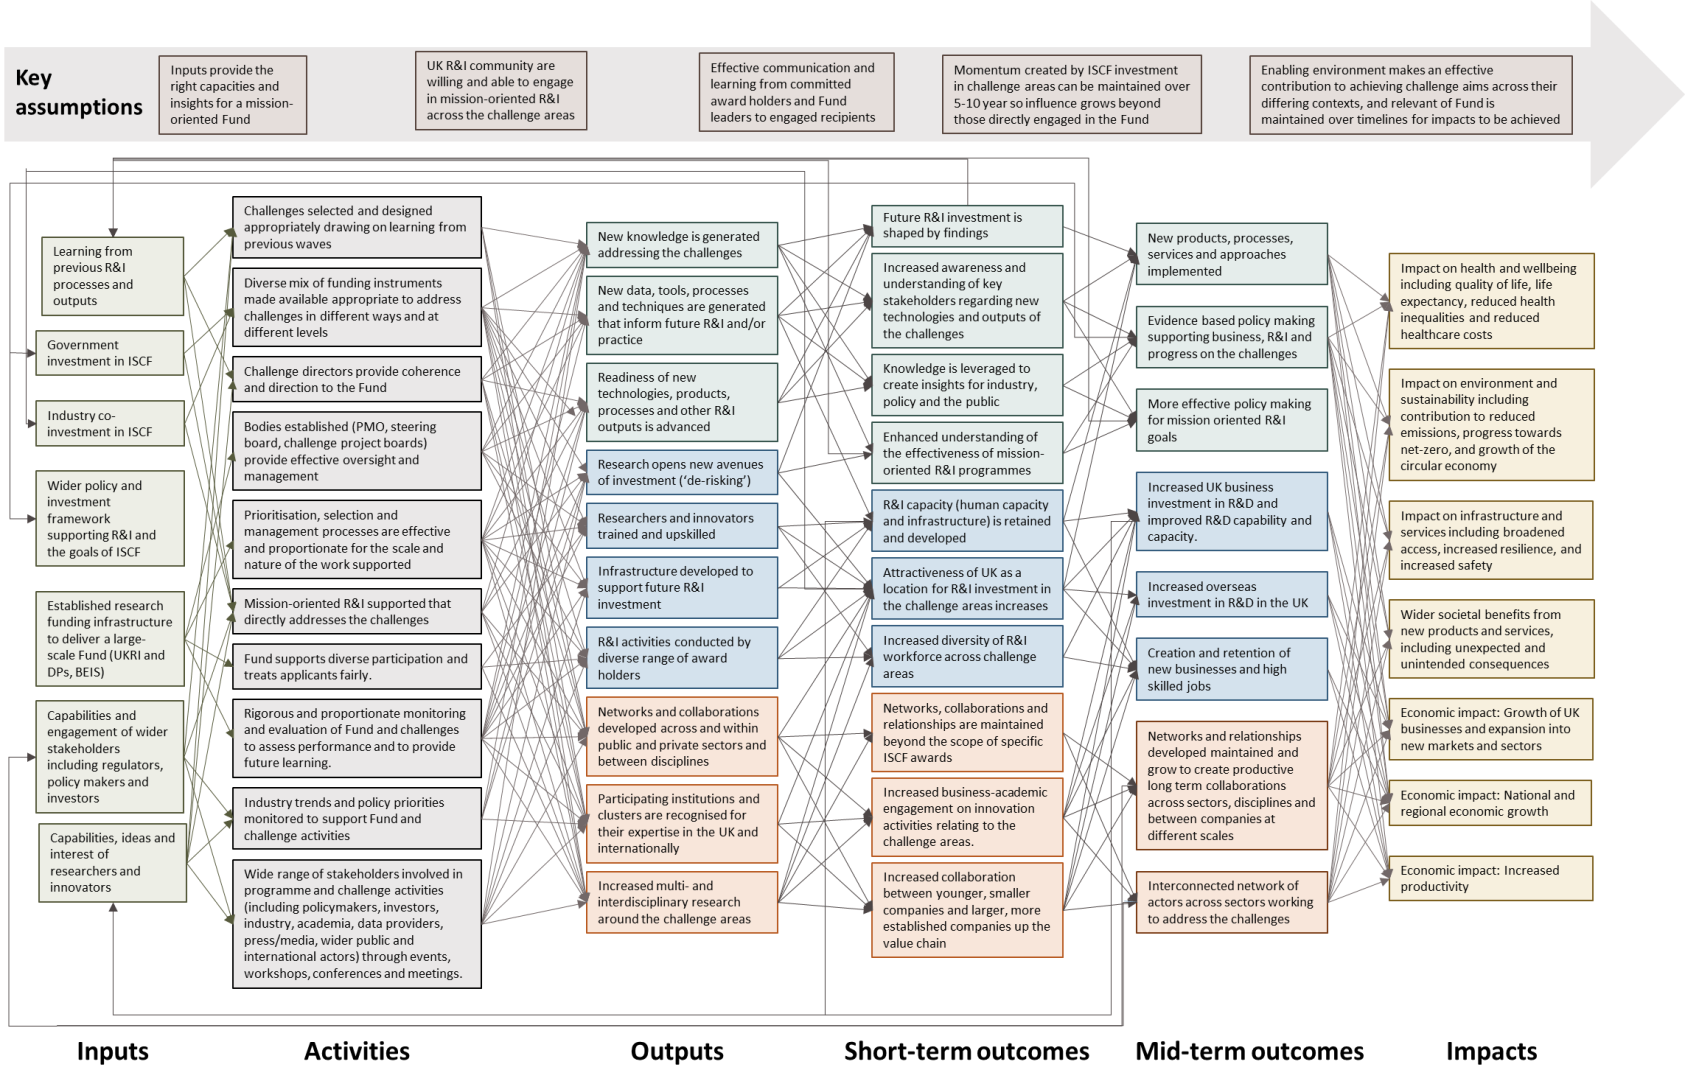 Key
assumptions
Inputs provide the
right capacities and
insights for a mission-
oriented Fund
UK R&I community are
willing and able to engage
in mission-oriented R&I
across the challenge areas
Effective communication and
learning from committed
award holders and Fund
leaders to engaged recipients
Momentum created by ISCF investment
in challenge areas can be maintained over
5-10 year so influence grows beyond
those directly engaged in the Fund
Enabling environment makes an effective
contribution to achieving challenge aims across their
differing contexts, and relevant of Fund is
maintained over timelines for impacts to be achieved
Learning from
previous R&I
processes and
outputs
Government
investment in ISCF
Industry co-
investment in ISCF
Wider policy and
investment
framework
supporting R&I and
the goals of ISCF
Established research
funding infrastructure
to deliver a large-
scale Fund (UKRI and
DPs, BEIS)
Capabilities and
engagement of wider
stakeholders
including regulators,
policy makers and
investors
Capabilities, ideas and
interest of
researchers and
innovators
Challenges selected and designed
appropriately drawing on learning from
previous waves
Diverse mix of funding instruments
made available appropriate to address
challenges in different ways and at
different levels
Challenge directors provide coherence
and direction to the Fund
Bodies established (PMO, steering
board, challenge project boards)
provide effective oversight and
management
Prioritisation, selection and
management processes are effective
and proportionate for the scale and
nature of the work supported
Mission-oriented R&I supported that
directly addresses the challenges
Fund supports diverse participation and
treats applicants fairly.
Rigorous and proportionate monitoring
and evaluation of Fund and challenges
to assess performance and to provide
future learning.
Industry trends and policy priorities
monitored to support Fund and
challenge activities
Wide range of stakeholders involved in
programme and challenge activities
(including policymakers, investors,
industry, academia, data providers,
press/media, wider public and
international actors) through events,
workshops, conferences and meetings.
New knowledge is generated
addressing the challenges
New data, tools, processes
and techniques are generated
that inform future R&I and/or
practice
Readiness of new
technologies, products,
processes and other R&I
outputs is advanced
Research opens new avenues
of investment (‘de-risking’)
Researchers and innovators
trained and upskilled
Infrastructure developed to
support future R&I
investment
R&I activities conducted by
diverse range of award
holders
Networks and collaborations
developed across and within
public and private sectors and
between disciplines
Participating institutions and
clusters are recognised for
their expertise in the UK and
internationally
Increased multi- and
interdisciplinary research
around the challenge areas
Future R&I investment is
shaped by findings
Increased awareness and
understanding of key
stakeholders regarding new
technologies and outputs of
the challenges
Knowledge is leveraged to
create insights for industry,
policy and the public
Enhanced understanding of
the effectiveness of mission-
oriented R&I programmes
R&I capacity (human capacity
and infrastructure) is retained
and developed
Attractiveness of UK as a
location for R&I investment in
the challenge areas increases
Increased diversity of R&I
workforce across challenge
areas
Networks, collaborations and
relationships are maintained
beyond the scope of specific
ISCF awards
Increased business-academic
engagement on innovation
activities relating to the
challenge areas.
Increased collaboration
between younger, smaller
companies and larger, more
established companies up the
value chain
New products, processes,
services and approaches
implemented
Evidence based policy making
supporting business, R&I and
progress on the challenges
More effective policy making
for mission oriented R&I
goals
Increased UK business
investment in R&D and
improved R&D capability and
capacity.
Increased overseas
investment in R&D in the UK
Creation and retention of
new businesses and high
skilled jobs
Networks and relationships
developed maintained and
grow to create productive
long term collaborations
across sectors, disciplines and
between companies at
different scales
Interconnected network of
actors across sectors working
to address the challenges
Impact on health and wellbeing
including quality of life, life
expectancy, reduced health
inequalities and reduced
healthcare costs
Impact on environment and
sustainability including
contribution to reduced
emissions, progress towards
net-zero, and growth of the
circular economy
Impact on infrastructure and
services including broadened
access, increased resilience, and
increased safety
Wider societal benefits from
new products and services,
including unexpected and
unintended consequences
Economic impact: Growth of UK
businesses and expansion into
new markets and sectors
Economic impact: National and
regional economic growth
Economic impact: Increased
productivity
Inputs
Activities
Outputs
Short-term outcomes
Mid-term outcomes
Impacts